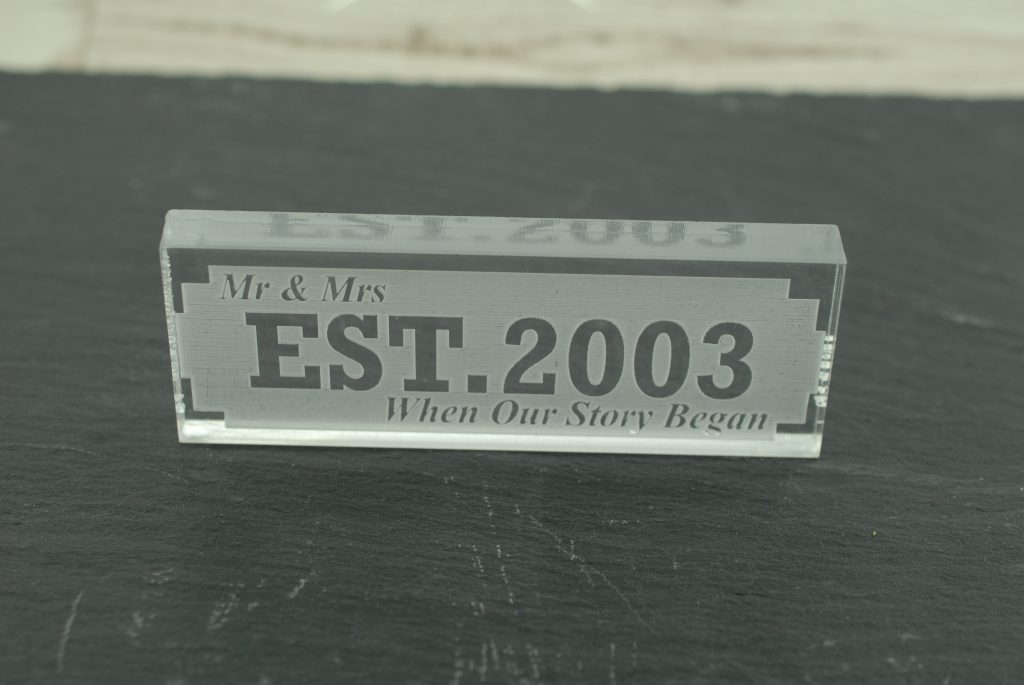 Mr & Mrs
EST.2003
When Our Story Began